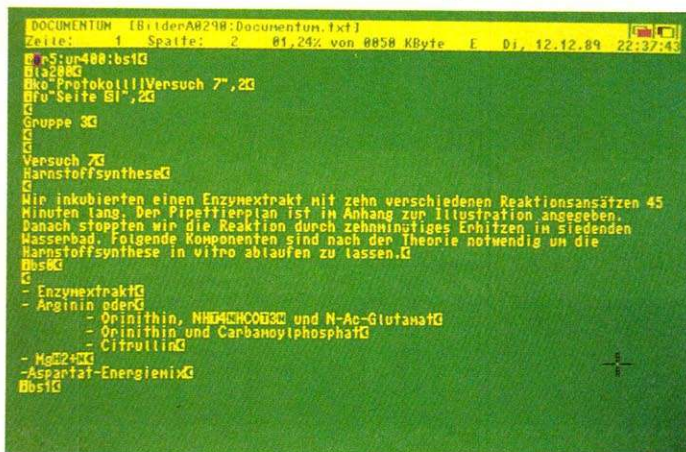 DOCUMENTUM [BilderA0290:Documentum.txt]
Zeile: 1 Spalte: 2 01,24% von 0050 KByte E Di, 12.12.89 22:37:43
r5:ur400:bs1
la200
ko"Protokoll||Versuch 7",2
fu"Seite S|",2
Gruppe 3
Versuch 7
Harnstoffsynthese
Wir inkubierten einen Enzymextrakt mit zehn verschiedenen Reaktionsansätzen 45
Minuten lang. Der Pipettierplan ist im Anhang zur Illustration angegeben.
Danach stoppten wir die Reaktion durch zehnminütiges Erhitzen im siedenden
Wasserbad. Folgende Komponenten sind nach der Theorie notwendig um die
Harnstoffsynthese in vitro ablaufen zu lassen.
bs0
- Enzymextrakt
- Arginin oder
- Orinithin, NHT4NHCOT3N und N-Ac-Glutamat
- Orinithin und Carbamoylphosphat
- Citrullin
- MgH2+N
-Aspartat-Energiemix
bs1